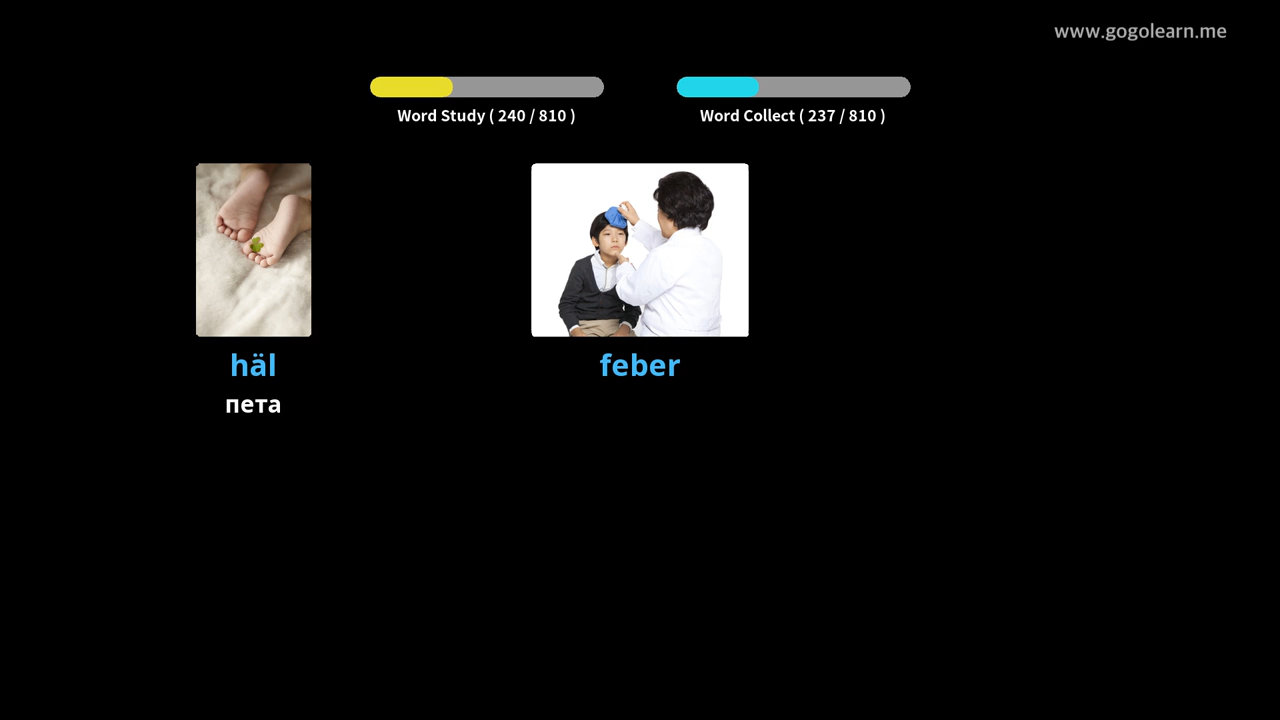 www.gogolearn.me
Word Study ( 240 / 810 )
Word Collect ( 237 / 810 )
häl
пета
feber